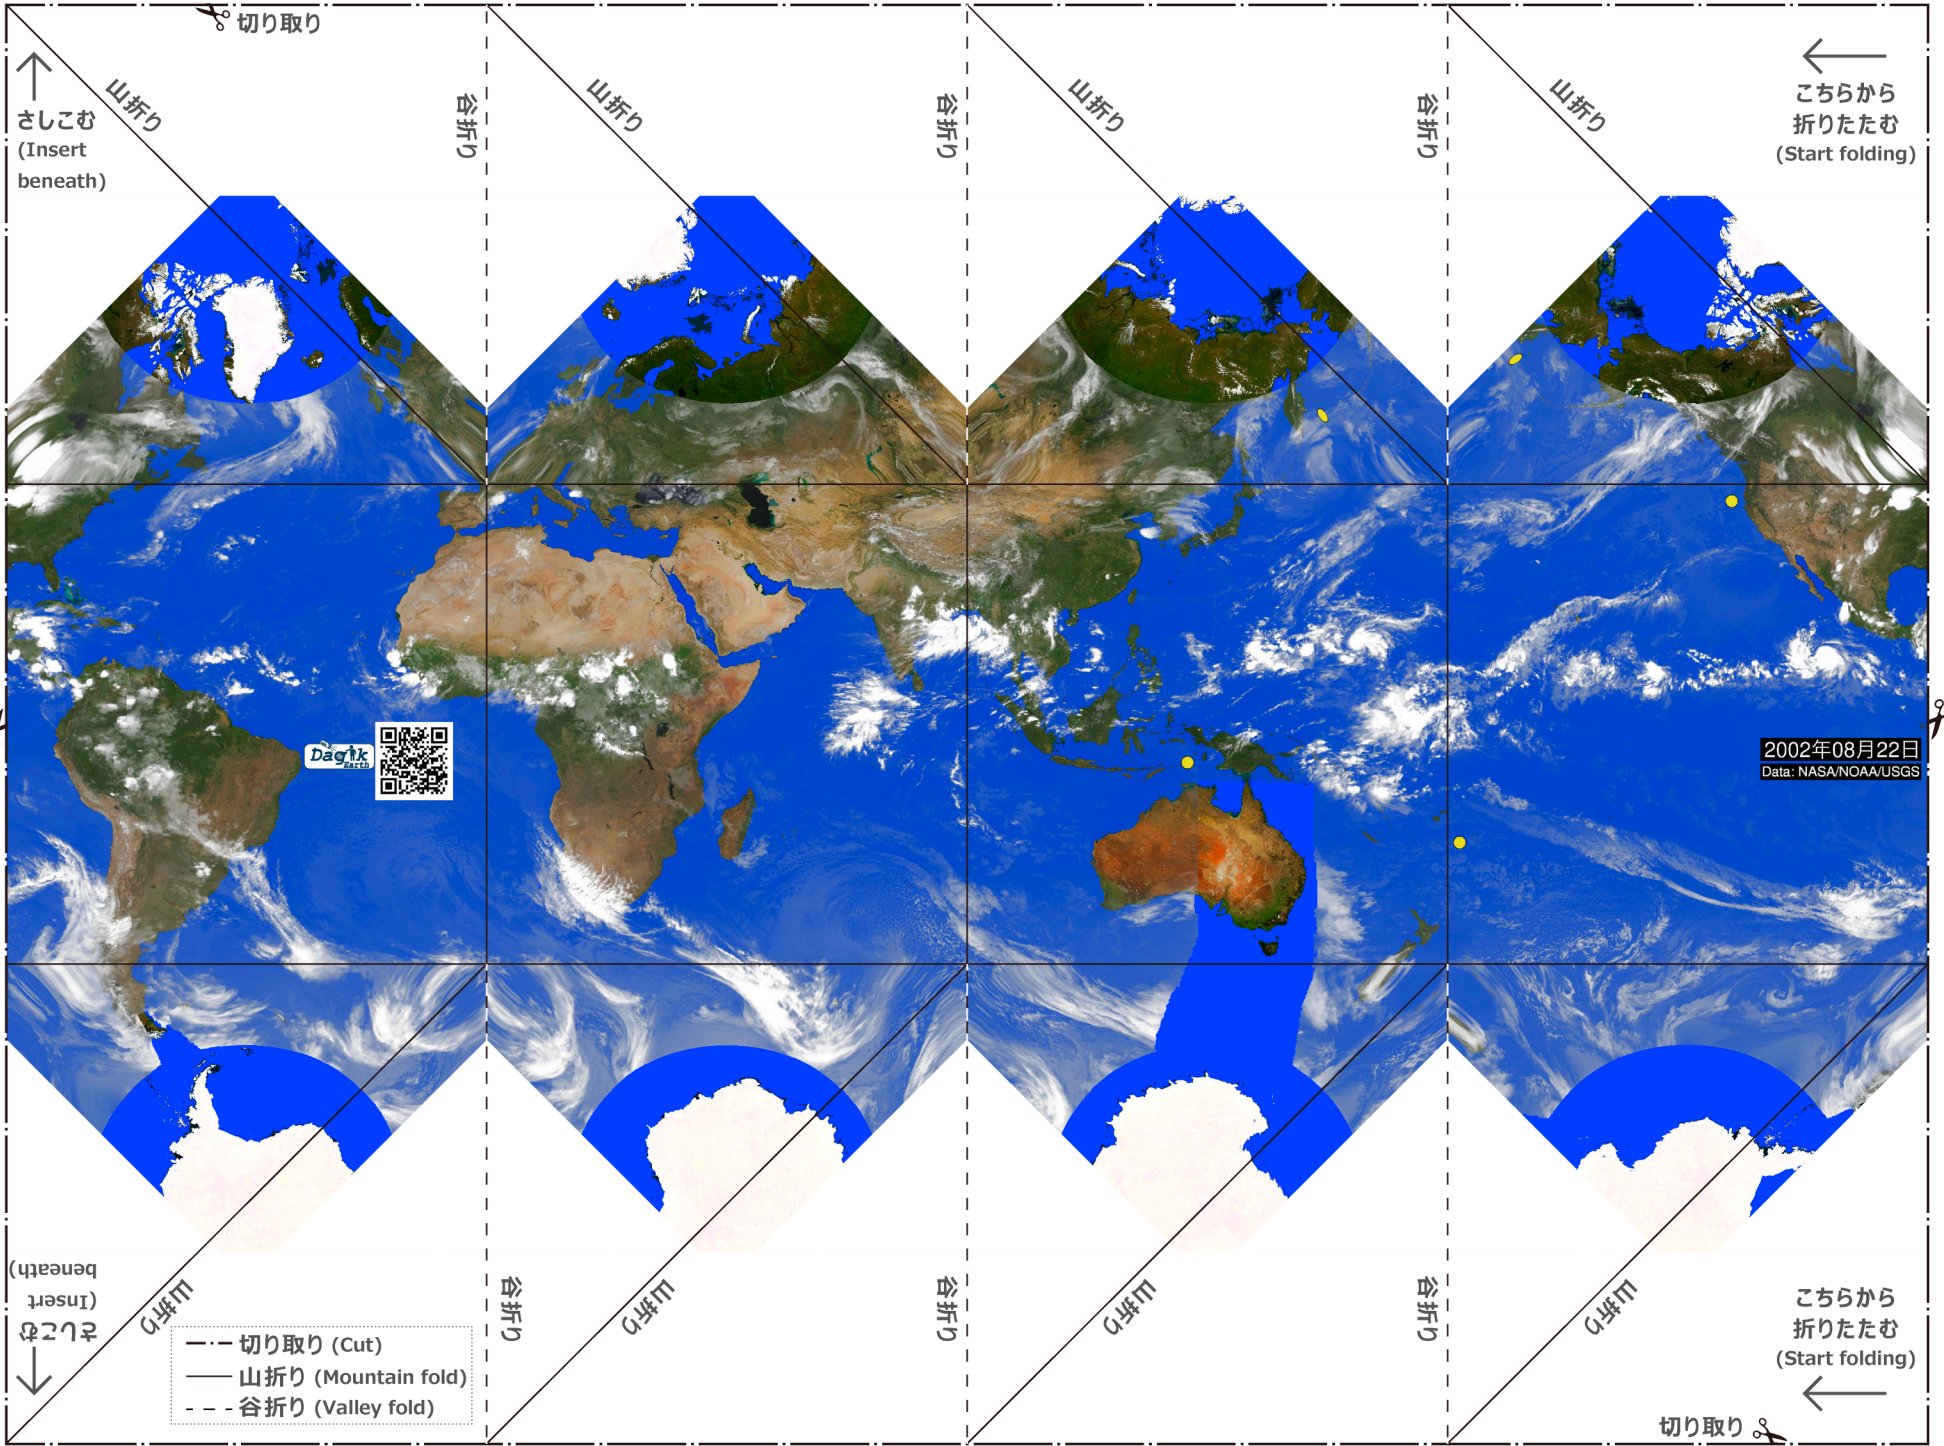 切り取り
山折り
谷折り
山折り
谷折り
山折り
谷折り
山折り
さしこむ
(Insert
beneath)
こちらから
折りたたむ
(Start folding)
Dagik
Earth
2002年08月22日
Data: NASA/NOAA/USGS
さしこむ
(Insert
beneath)
山折り
谷折り
山折り
谷折り
山折り
谷折り
山折り
こちらから
折りたたむ
(Start folding)
切り取り (Cut)
山折り (Mountain fold)
谷折り (Valley fold)
切り取り